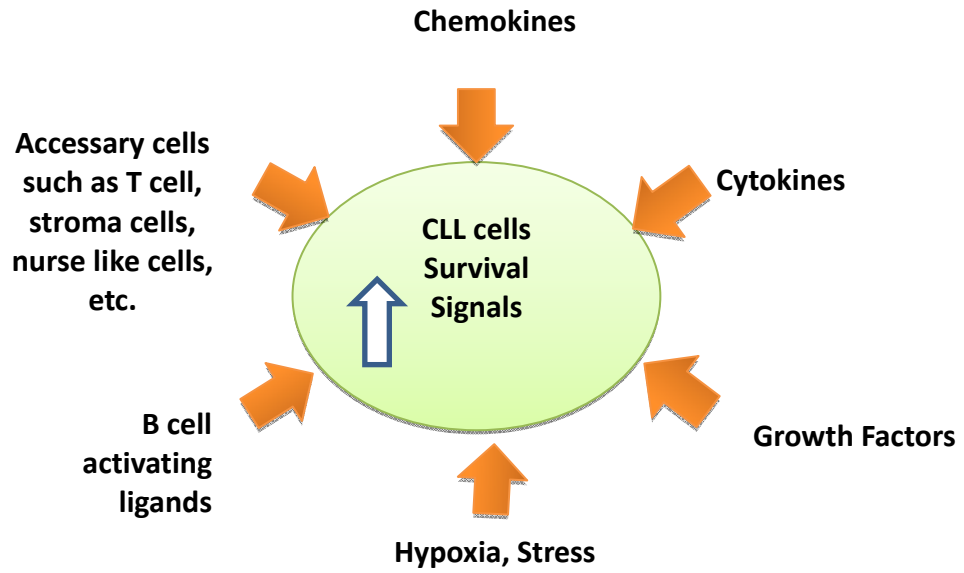 Chemokines
Accessary cells
such as T cell,
stroma cells,
nurse like cells,
etc.
Cytokines
CLL cells
Survival
Signals
B cell
activating
ligands
Growth Factors
Hypoxia, Stress